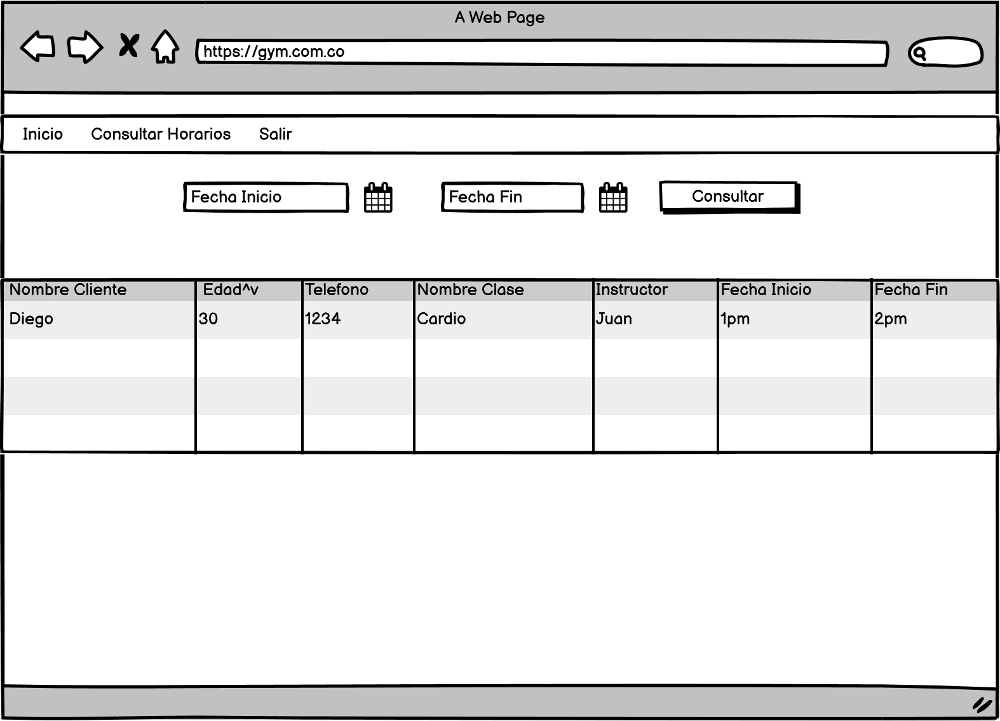 A Web Page
https://gym.com.co
Inicio Consultar Horarios Salir
Fecha Inicio Fecha Fin Consultar
Nombre Cliente Edad^v Telefono Nombre Clase Instructor Fecha Inicio Fecha Fin
Diego 30 1234 Cardio Juan 1pm 2pm